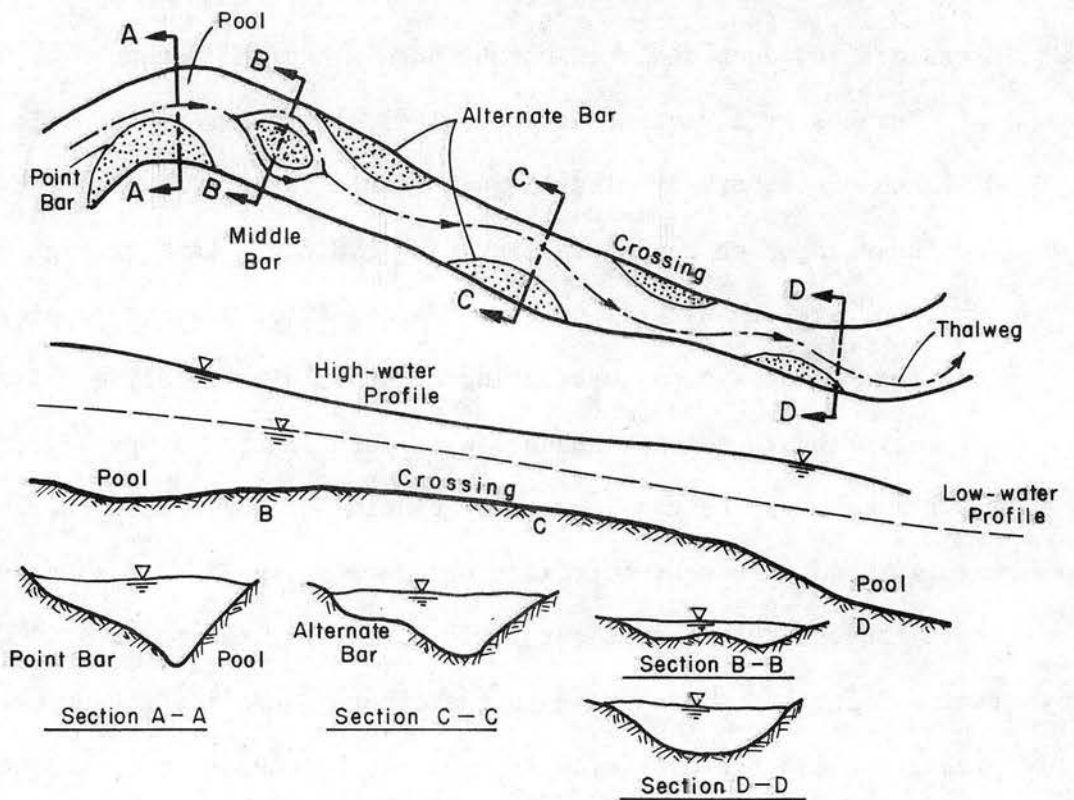 Pool
A
B
Alternate Bar
C
Point
Bar
A
B
Middle
Bar
Crossing
C
D
Thalweg
D
High-water
Profile
Pool
Crossing
B
C
Low-water
Profile
Pool
D
Point Bar
Pool
Section A-A
Alternate
Bar
Section C-C
Section B-B
Section D-D